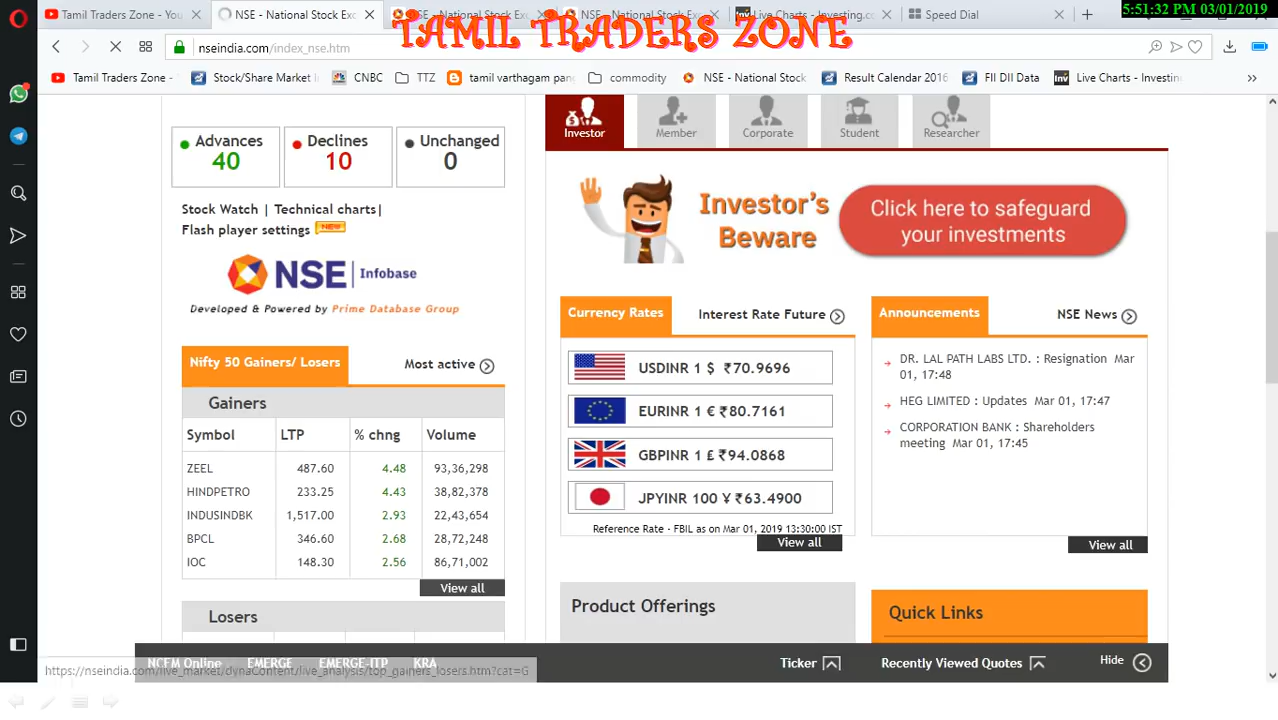 5:51:32 PM 03/01/2019
Tamil Traders Zone - You
NSE - National Stock Exc
NSE - National Stock Exc
Live Charts - Investing.co
Speed Dial
TAMIL TRADERS ZONE
nseindia.com/index_nse.htm
Tamil Traders Zone -
Stock/Share Market
CNBC
TTZ
tamil varthagam pan
commodity
NSE - National Stock
Result Calendar 2016
FII DII Data
Inv
Live Charts - Investin
Investor
Member
Corporate
Student
Researcher
Advances
40
Declines
10
Unchanged
0
Stock Watch | Technical charts|
Flash player settings NEW
NSE Infobase
Developed & Powered by Prime Database Group
Investor's
Beware
Click here to safeguard
your investments
Currency Rates
Interest Rate Future
USDINR 1 $ ₹70.9696
EURINR 1 € ₹80.7161
GBPINR 1 £ ₹94.0868
JPYINR 100 ¥ ₹63.4900
Reference Rate - FBIL as on Mar 01, 2019 13:30:00 IST
View all
Announcements
NSE News
DR. LAL PATH LABS LTD. : Resignation Mar
01, 17:48
HEG LIMITED : Updates Mar 01, 17:47
CORPORATION BANK : Shareholders
meeting Mar 01, 17:45
View all
Nifty 50 Gainers/ Losers
Most active
Gainers
Symbol LTP % chng Volume
ZEEL 487.60 4.48 93,36,298
HINDPETRO 233.25 4.43 38,82,378
INDUSINDBK 1,517.00 2.93 22,43,654
BPCL 346.60 2.68 28,72,248
IOC 148.30 2.56 86,71,002
View all
Losers
Product Offerings
Quick Links
NCFM Online EMERGE EMERGE-ITP KRA
Ticker
Recently Viewed Quotes
Hide
https://nseindia.com/live_market/dynaContent/live_analysis/top_gainers_losers.htm?cat=G